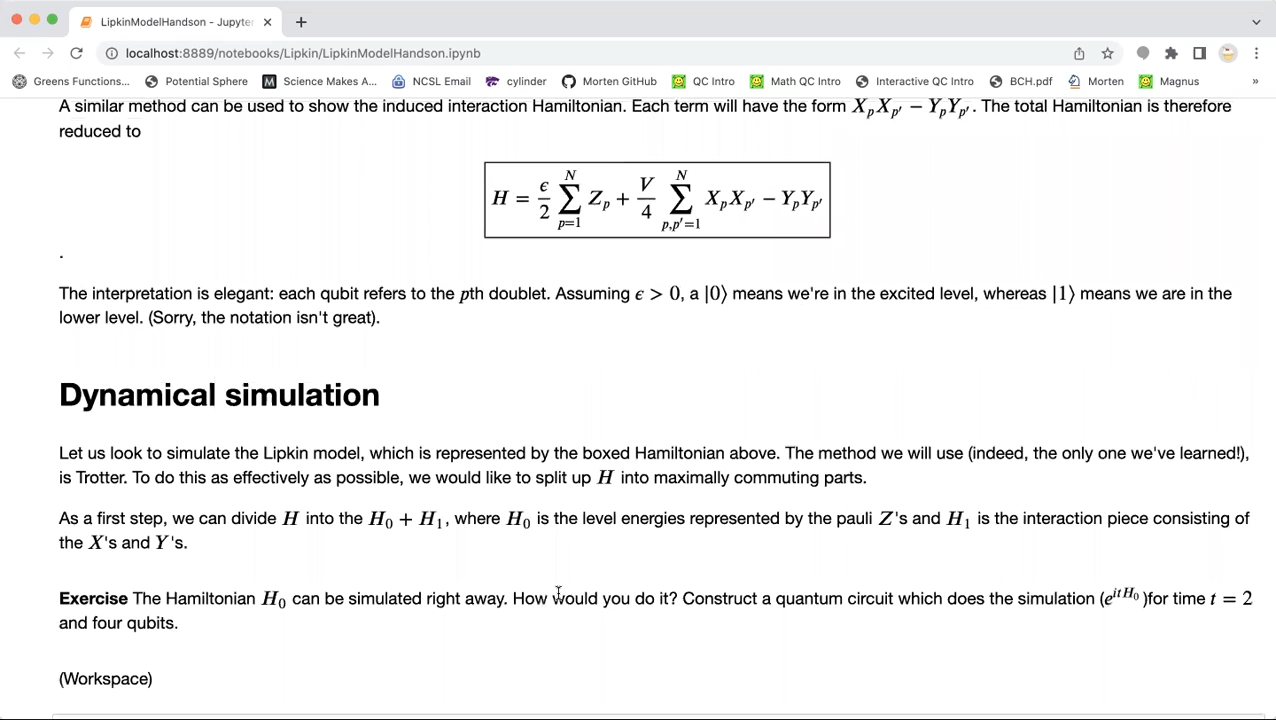 LipkinModelHandson - Jupyter
localhost:8889/notebooks/Lipkin/LipkinModelHandson.ipynb
Greens Functions... Potential Sphere M Science Makes A... NCSL Email cylinder Morten GitHub QC Intro Math QC Intro Interactive QC Intro BCH.pdf Morten Magnus »
A similar method can be used to show the induced interaction Hamiltonian. Each term will have the form X_pX_{p′} − Y_pY_{p′}. The total Hamiltonian is therefore
reduced to
H = \frac{ϵ}{2} \sum_{p=1}^{N} Z_p + \frac{V}{4} \sum_{p,p′=1}^{N} X_pX_{p′} − Y_pY_{p′}
.
The interpretation is elegant: each qubit refers to the pth doublet. Assuming ϵ > 0, a |0⟩ means we're in the excited level, whereas |1⟩ means we are in the
lower level. (Sorry, the notation isn't great).
Dynamical simulation
Let us look to simulate the Lipkin model, which is represented by the boxed Hamiltonian above. The method we will use (indeed, the only one we've learned!),
is Trotter. To do this as effectively as possible, we would like to split up H into maximally commuting parts.
As a first step, we can divide H into the H_0 + H_1, where H_0 is the level energies represented by the pauli Z's and H_1 is the interaction piece consisting of
the X's and Y's.
Exercise The Hamiltonian H_0 can be simulated right away. How would you do it? Construct a quantum circuit which does the simulation (e^{itH_0})for time t = 2
and four qubits.
(Workspace)